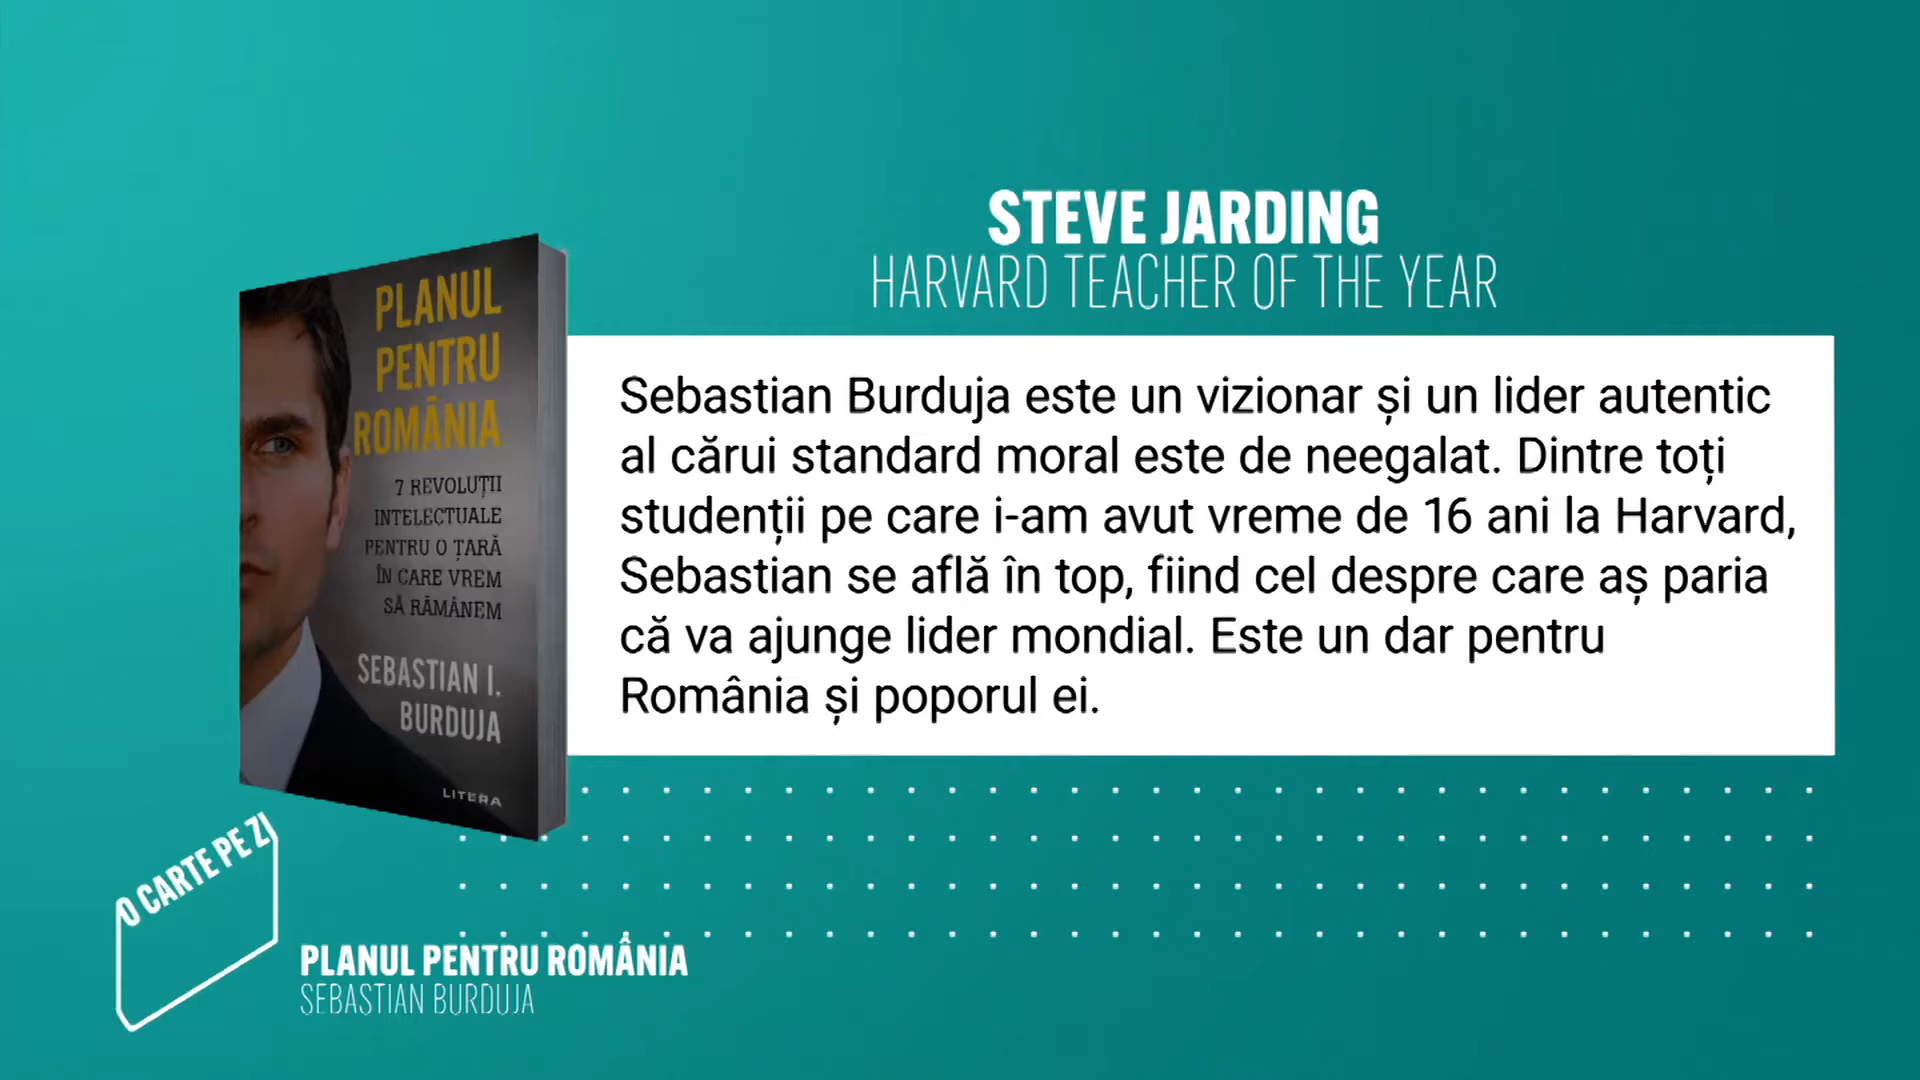 STEVE JARDING
HARVARD TEACHER OF THE YEAR
PLANUL
PENTRU
ROMÂNIA
7 REVOLUȚII
INTELECTUALE
PENTRU O ȚARĂ
ÎN CARE VREM
SĂ RĂMÂNEM
SEBASTIAN I.
BURDUJA
LITERA
Sebastian Burduja este un vizionar și un lider autentic
al cărui standard moral este de neegalat. Dintre toți
studenții pe care i-am avut vreme de 16 ani la Harvard,
Sebastian se află în top, fiind cel despre care aș paria
că va ajunge lider mondial. Este un dar pentru
România și poporul ei.
O CARTE PE ZI
PLANUL PENTRU ROMÂNIA
SEBASTIAN BURDUJA